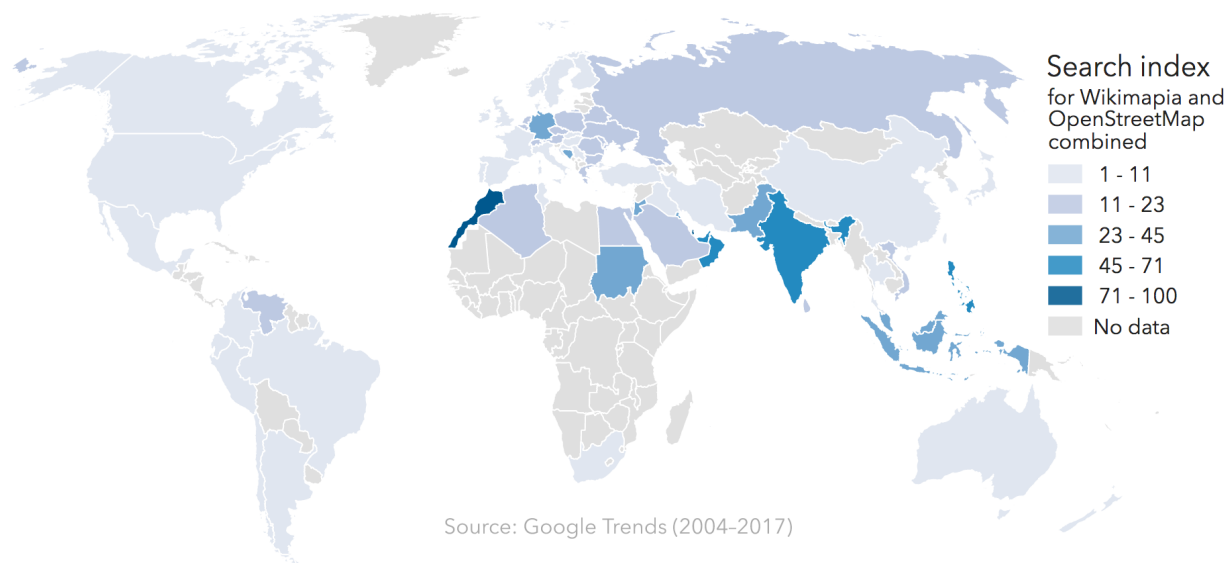 Search index
for Wikimapia and
OpenStreetMap
combined
1 - 11
11 - 23
23 - 45
45 - 71
71 - 100
No data
Source: Google Trends (2004–2017)